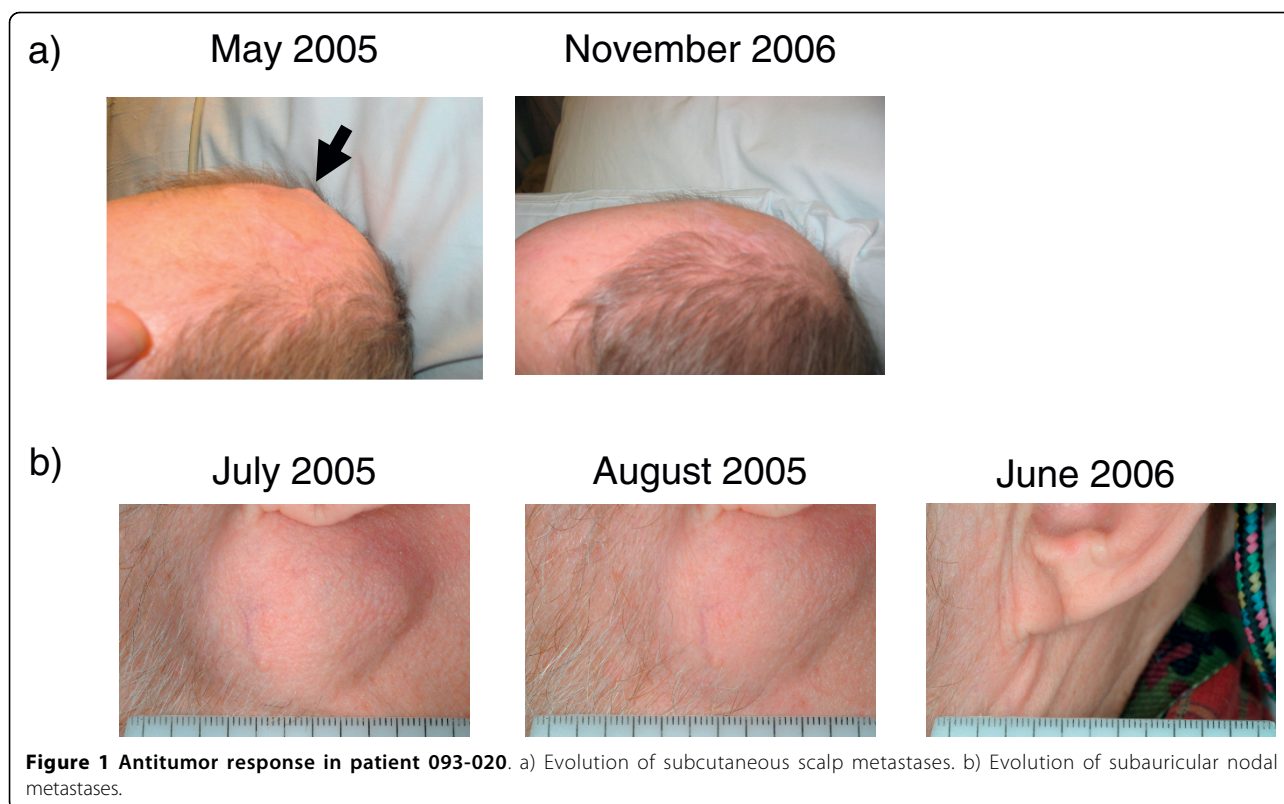 a)
May 2005 November 2006
b)
July 2005 August 2005 June 2006
Figure 1 Antitumor response in patient 093-020. a) Evolution of subcutaneous scalp metastases. b) Evolution of subauricular nodal
metastases.